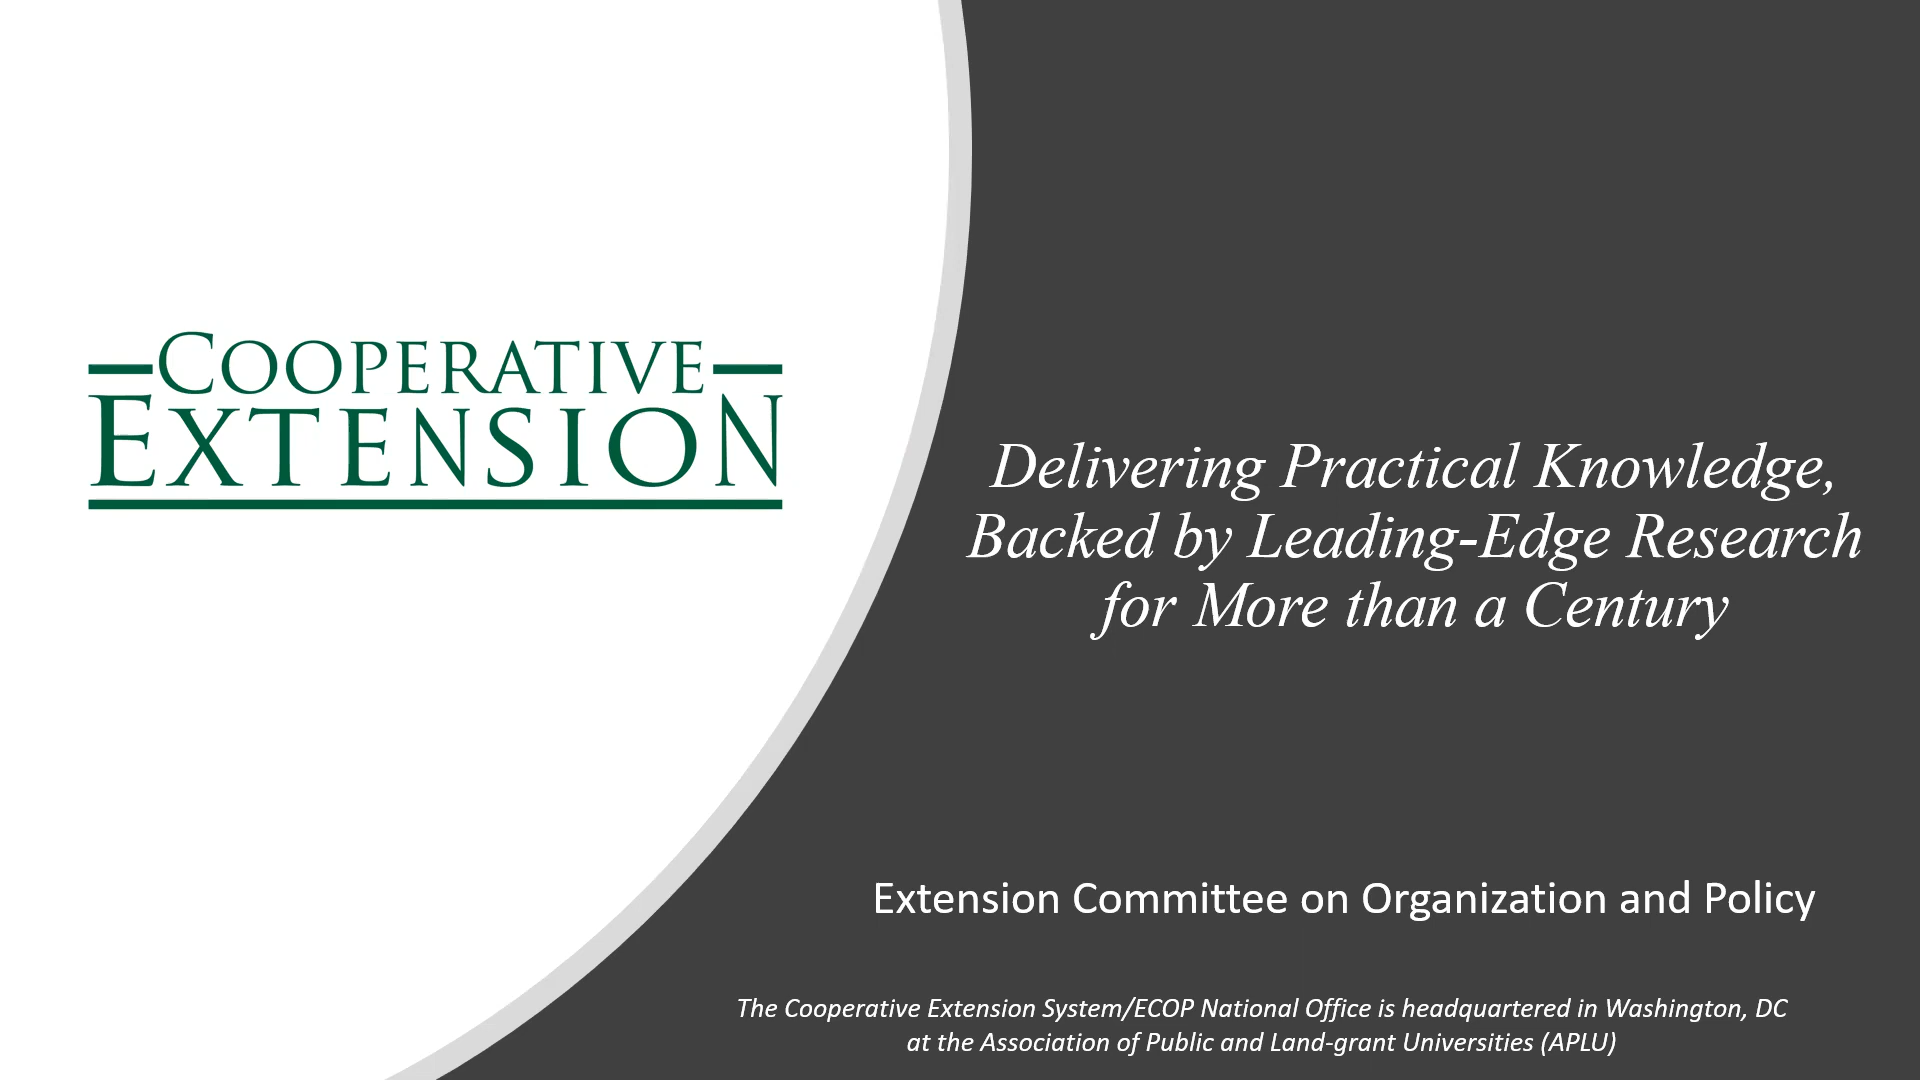 COOPERATIVE
EXTENSION
Delivering Practical Knowledge,
Backed by Leading-Edge Research
for More than a Century
Extension Committee on Organization and Policy
The Cooperative Extension System/ECOP National Office is headquartered in Washington, DC
at the Association of Public and Land-grant Universities (APLU)